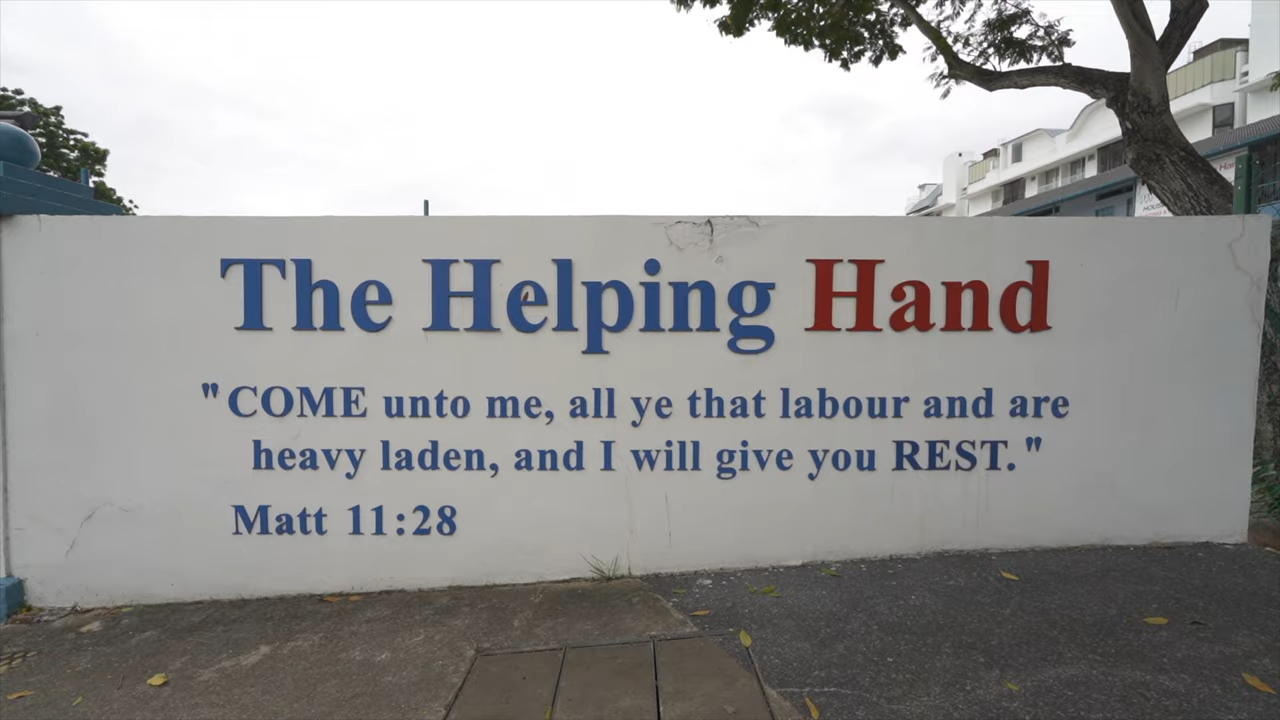 The Helping Hand
"COME unto me, all ye that labour and are
heavy laden, and I will give you REST."
Matt 11:28